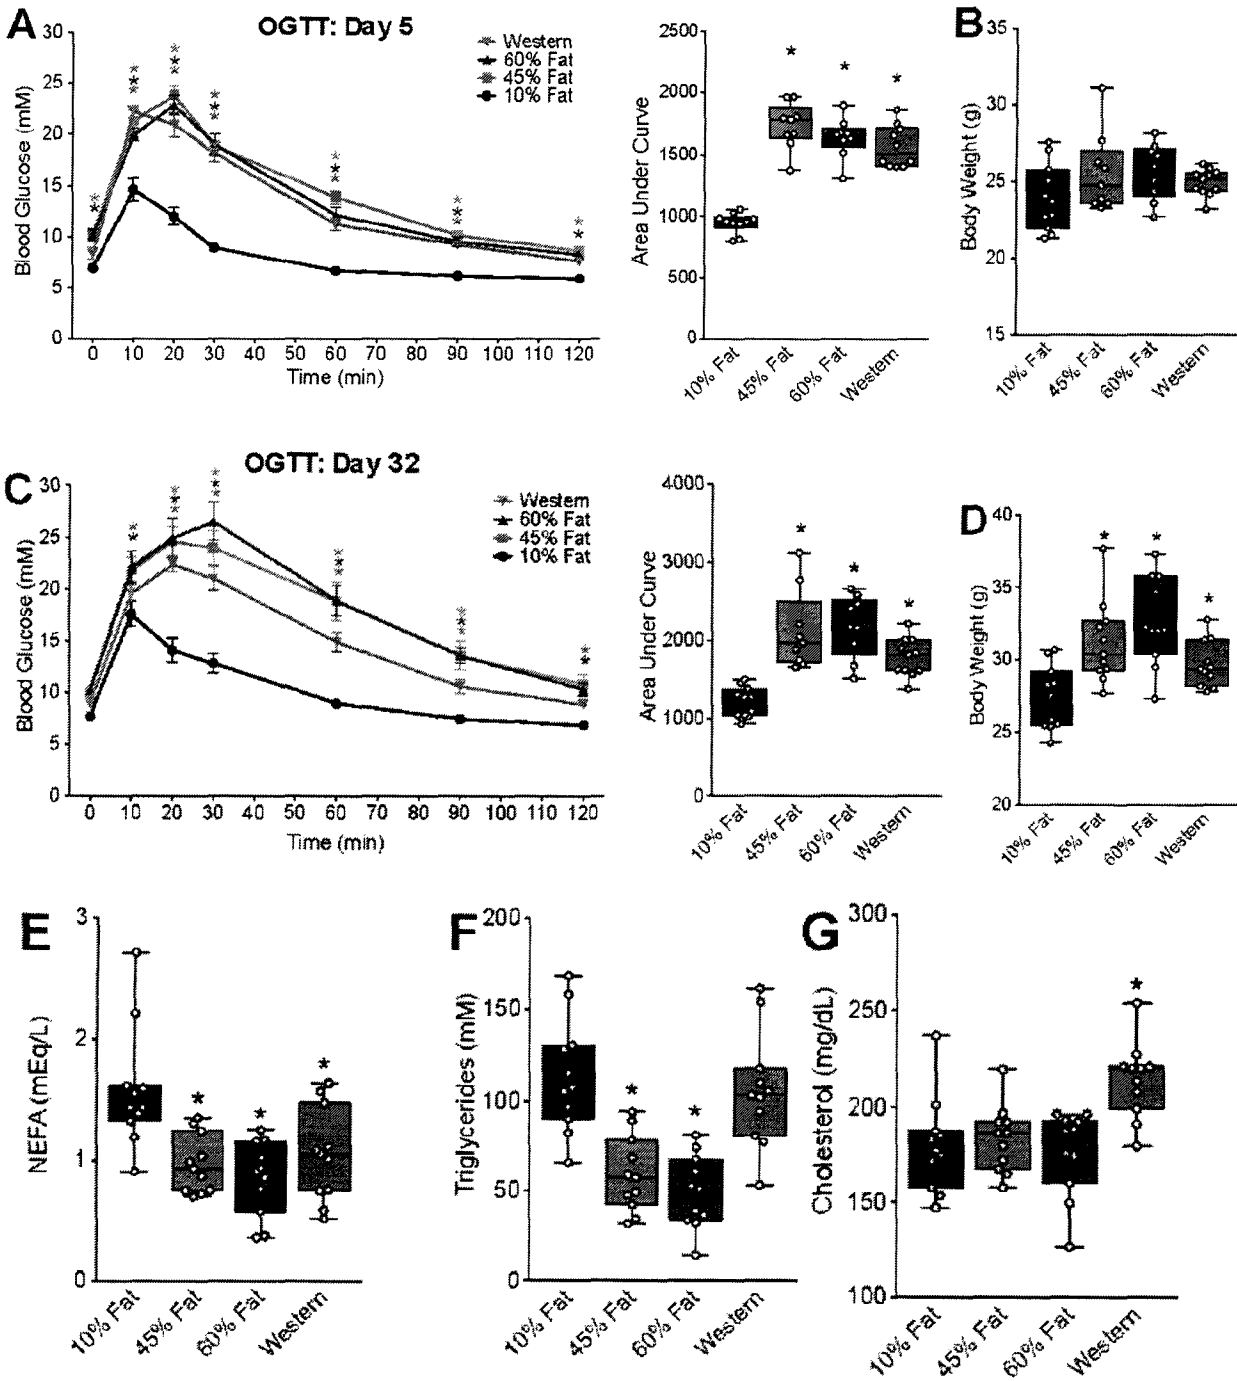 A
OGTT: Day 5
Blood Glucose (mM)
30
25
20
15
10
5
0
0 10 20 30 40 50 60 70 80 90 100 110 120
Time (min)
Western
60% Fat
45% Fat
10% Fat
Area Under Curve
2500
2000
1500
1000
500
0
10% Fat
45% Fat
60% Fat
Western
B
Body Weight (g)
35
30
25
20
15
10% Fat
45% Fat
60% Fat
Western
C
OGTT: Day 32
Blood Glucose (mM)
30
25
20
15
10
5
0
0 10 20 30 40 50 60 70 80 90 100 110 120
Time (min)
Western
60% Fat
45% Fat
10% Fat
Area Under Curve
4000
3000
2000
1000
0
10% Fat
45% Fat
60% Fat
Western
D
Body Weight (g)
40
35
30
25
20
10% Fat
45% Fat
60% Fat
Western
E
NEFA (mEq/L)
3
2
1
0
10% Fat
45% Fat
60% Fat
Western
F
Triglycerides (mM)
200
150
100
50
0
10% Fat
45% Fat
60% Fat
Western
G
Cholesterol (mg/dL)
300
250
200
150
100
10% Fat
45% Fat
60% Fat
Western